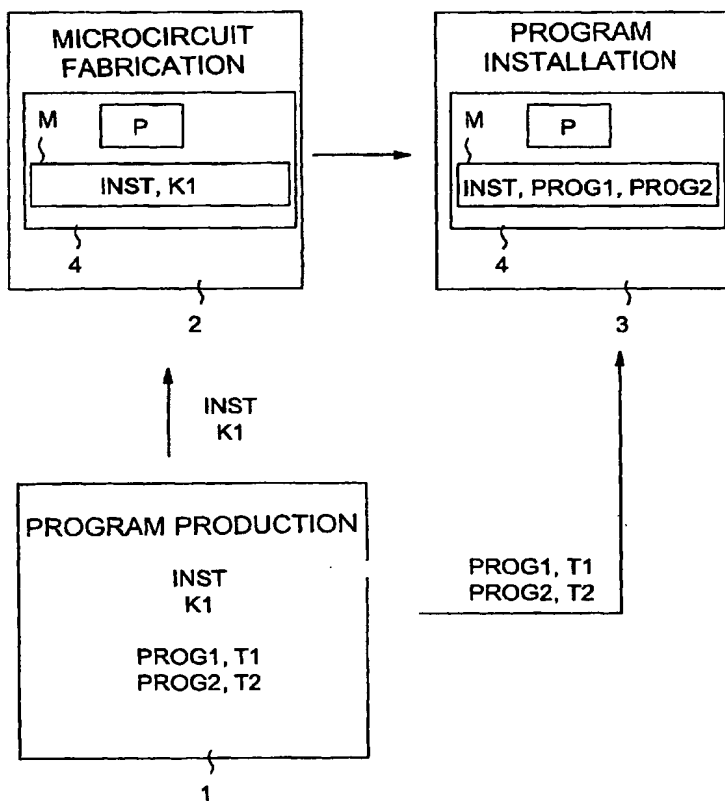 MICROCIRCUIT
FABRICATION
M
P
INST, K1
4
2
PROGRAM
INSTALLATION
M
P
INST, PROG1, PROG2
4
3
INST
K1
PROGRAM PRODUCTION
INST
K1
PROG1, T1
PROG2, T2
1
PROG1, T1
PROG2, T2